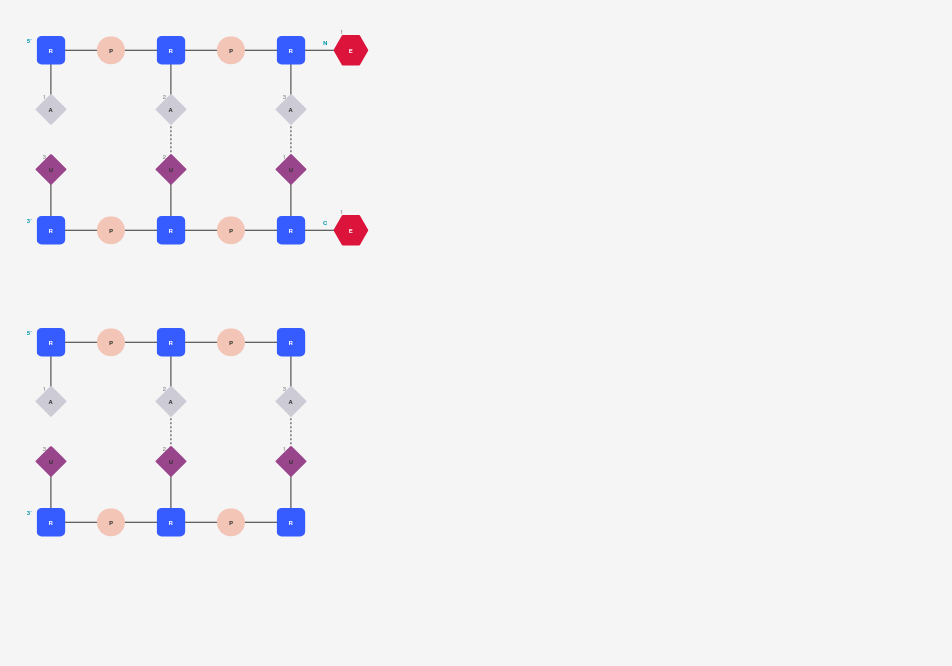 5' R P R P R N 1 E
1 A 2 A 3 A
3 U 2 U 1 U
3' R P R P R C 1 E
5' R P R P R
1 A 2 A 3 A
3 U 2 U 1 U
3' R P R P R